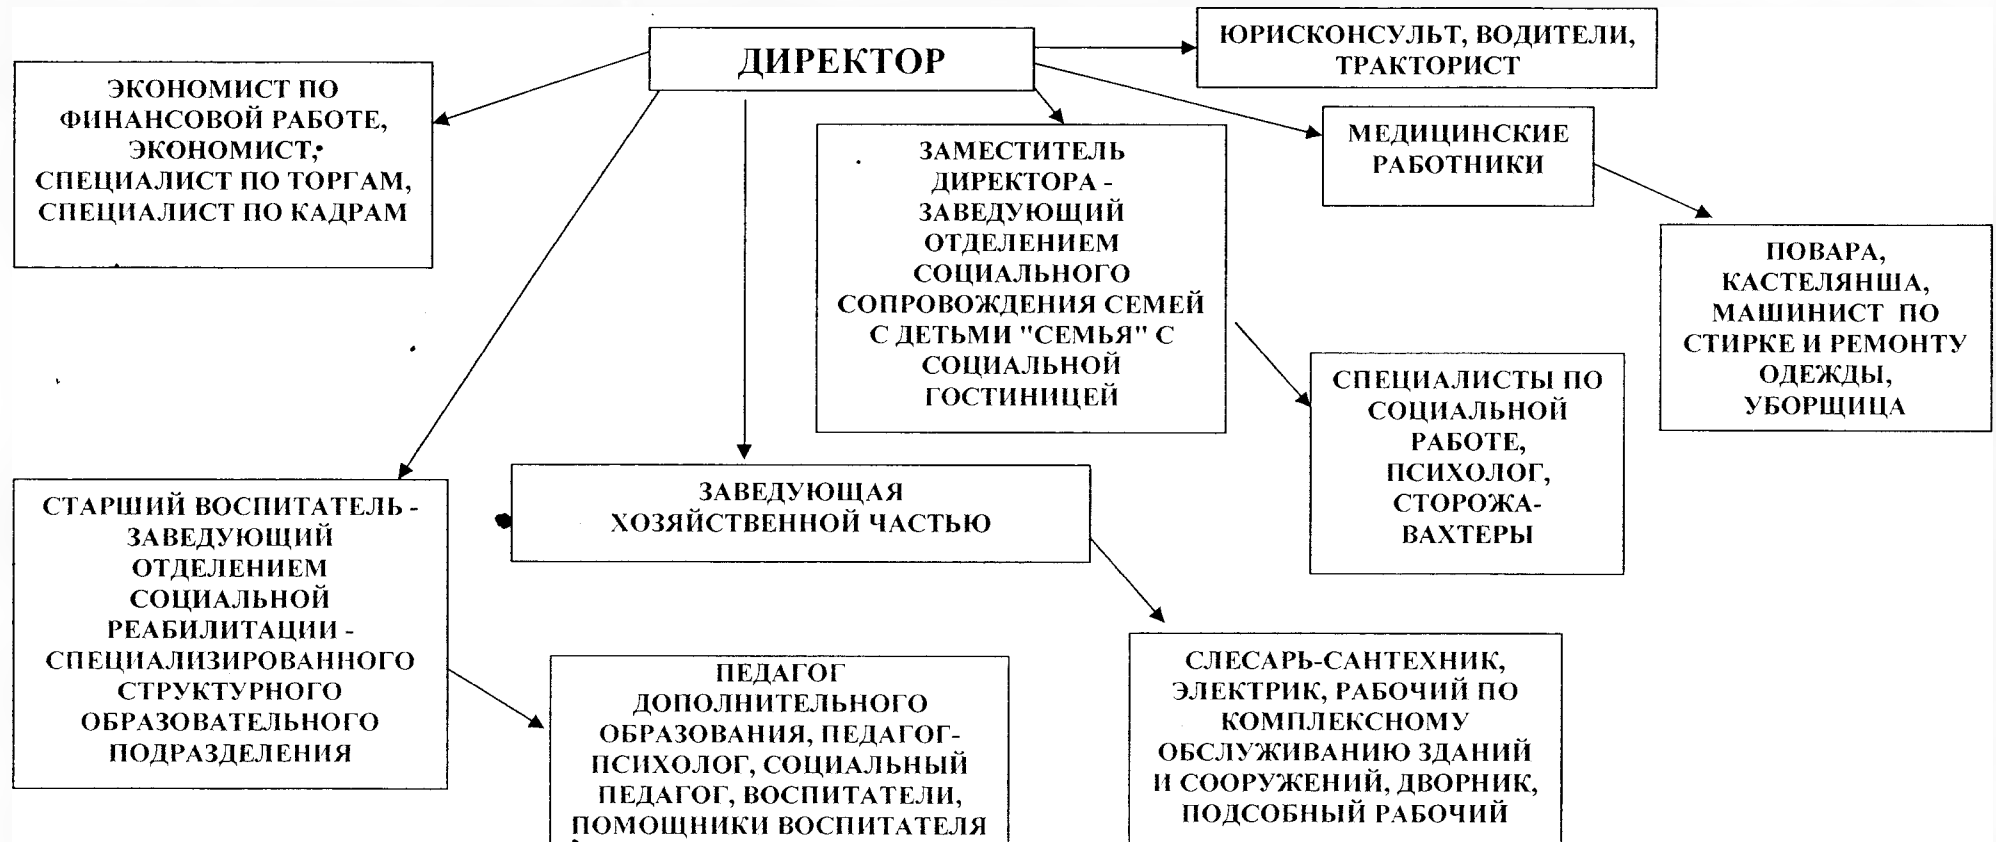 ДИРЕКТОР
ЮРИСКОНСУЛЬТ, ВОДИТЕЛИ,
ТРАКТОРИСТ
ЭКОНОМИСТ ПО
ФИНАНСОВОЙ РАБОТЕ,
ЭКОНОМИСТ,
СПЕЦИАЛИСТ ПО ТОРГАМ,
СПЕЦИАЛИСТ ПО КАДРАМ
ЗАМЕСТИТЕЛЬ
ДИРЕКТОРА -
ЗАВЕДУЮЩИЙ
ОТДЕЛЕНИЕМ
СОЦИАЛЬНОГО
СОПРОВОЖДЕНИЯ СЕМЕЙ
С ДЕТЬМИ "СЕМЬЯ" С
СОЦИАЛЬНОЙ
ГОСТИНИЦЕЙ
МЕДИЦИНСКИЕ
РАБОТНИКИ
ПОВАРА,
КАСТЕЛЯНША,
МАШИНИСТ ПО
СТИРКЕ И РЕМОНТУ
ОДЕЖДЫ,
УБОРЩИЦА
СПЕЦИАЛИСТЫ ПО
СОЦИАЛЬНОЙ
РАБОТЕ,
ПСИХОЛОГ,
СТОРОЖА-
ВАХТЕРЫ
СТАРШИЙ ВОСПИТАТЕЛЬ -
ЗАВЕДУЮЩИЙ
ОТДЕЛЕНИЕМ
СОЦИАЛЬНОЙ
РЕАБИЛИТАЦИИ -
СПЕЦИАЛИЗИРОВАННОГО
СТРУКТУРНОГО
ОБРАЗОВАТЕЛЬНОГО
ПОДРАЗДЕЛЕНИЯ
ЗАВЕДУЮЩАЯ
ХОЗЯЙСТВЕННОЙ ЧАСТЬЮ
ПЕДАГОГ
ДОПОЛНИТЕЛЬНОГО
ОБРАЗОВАНИЯ, ПЕДАГОГ-
ПСИХОЛОГ, СОЦИАЛЬНЫЙ
ПЕДАГОГ, ВОСПИТАТЕЛИ,
ПОМОЩНИКИ ВОСПИТАТЕЛЯ
СЛЕСАРЬ-САНТЕХНИК,
ЭЛЕКТРИК, РАБОЧИЙ ПО
КОМПЛЕКСНОМУ
ОБСЛУЖИВАНИЮ ЗДАНИЙ
И СООРУЖЕНИЙ, ДВОРНИК,
ПОДСОБНЫЙ РАБОЧИЙ